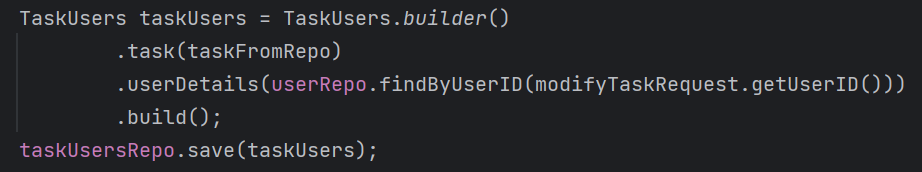 TaskUsers taskUsers = TaskUsers.builder()
.task(taskFromRepo)
.userDetails(userRepo.findByUserID(modifyTaskRequest.getUserID()))
.build();
taskUsersRepo.save(taskUsers);